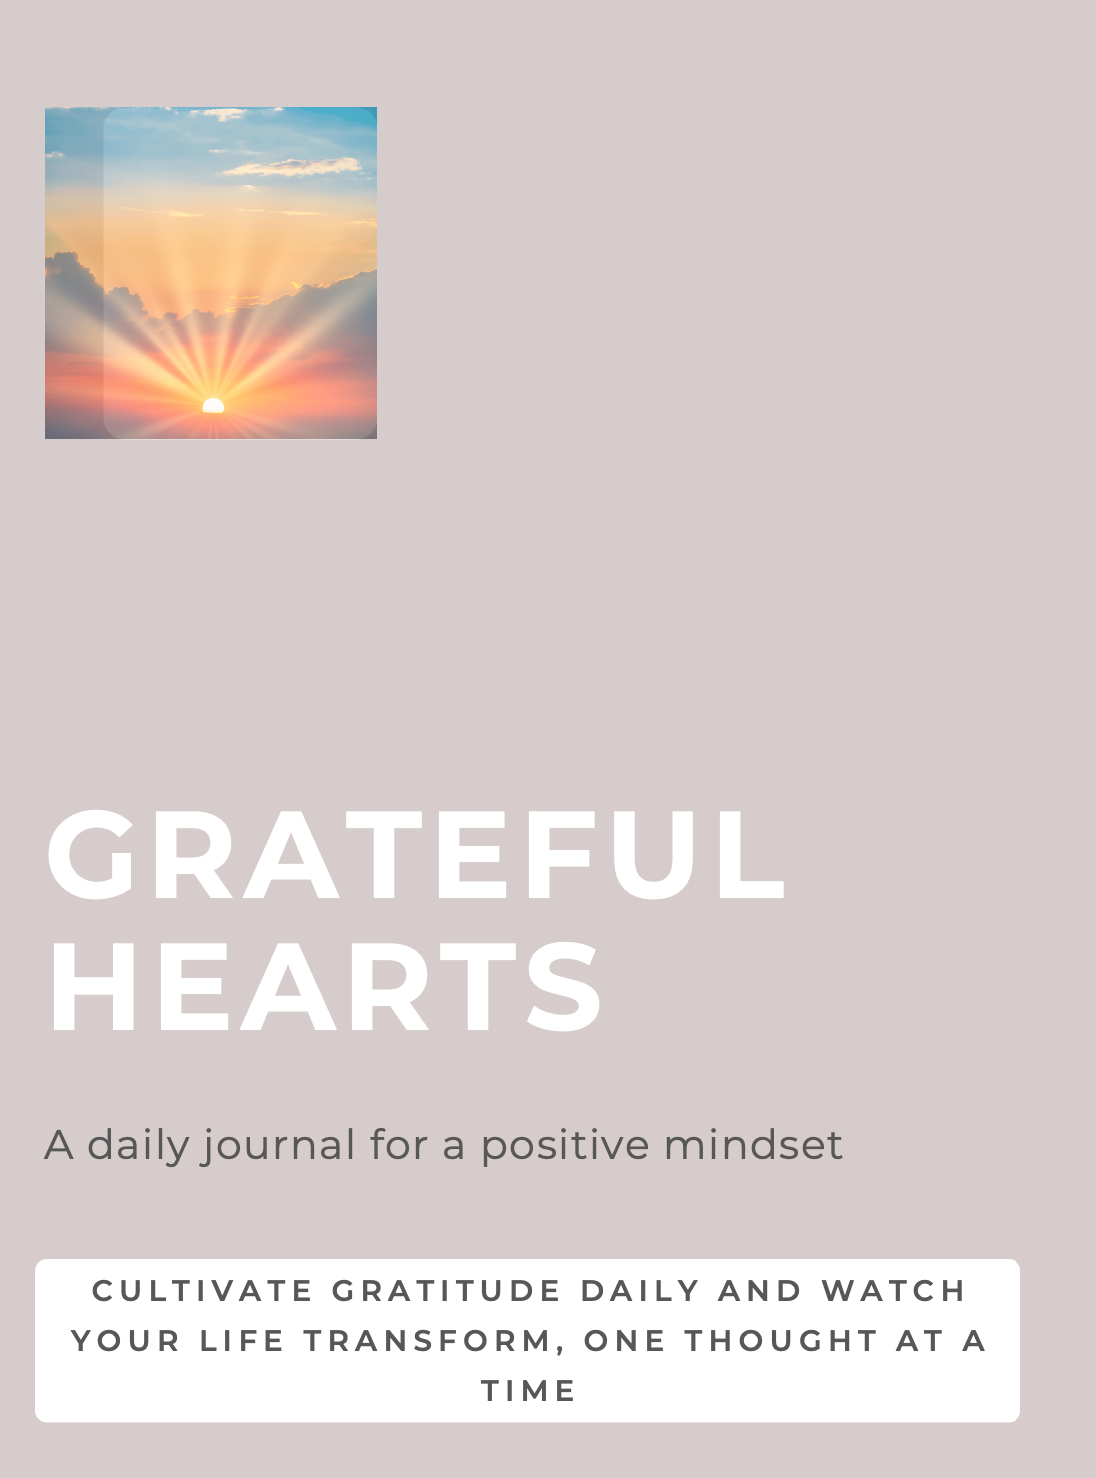 GRATEFUL
HEARTS
A daily journal for a positive mindset
CULTIVATE GRATITUDE DAILY AND WATCH
YOUR LIFE TRANSFORM, ONE THOUGHT AT A
TIME